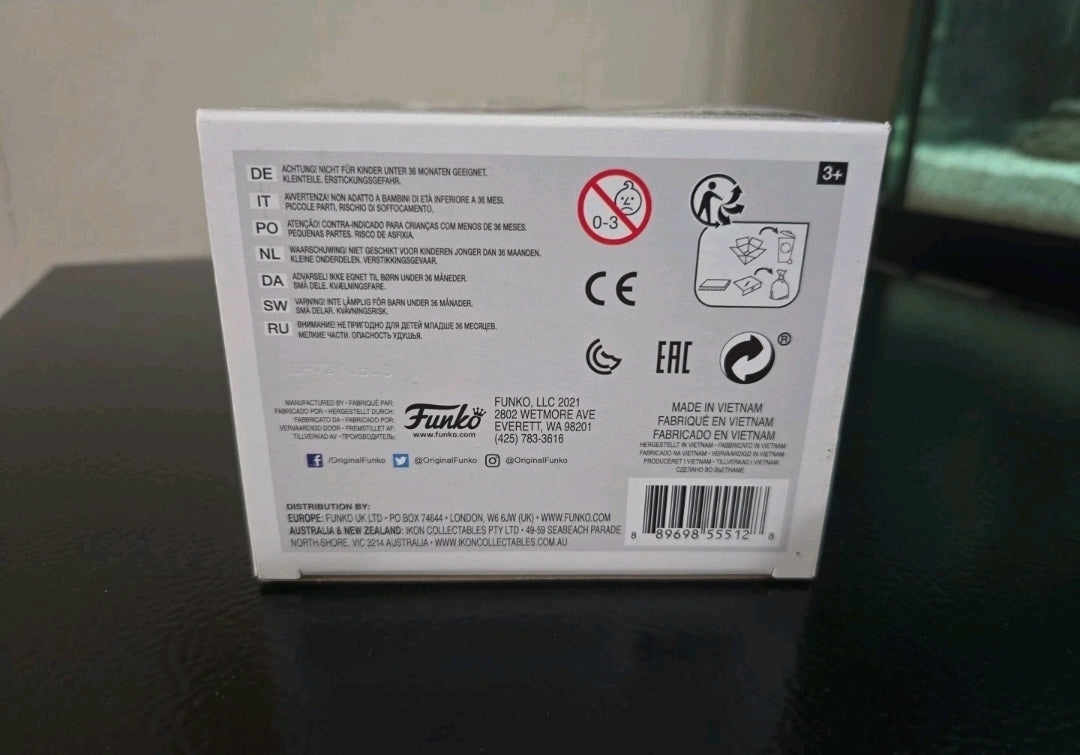 DE ACHTUNG! NICHT FÜR KINDER UNTER 36 MONATEN GEEIGNET.
KLEINTEILE. ERSTICKUNGSGEFAHR.
IT AVVERTENZA! NON ADATTO A BAMBINI DI ETÀ INFERIORE A 36 MESI.
PICCOLE PARTI. RISCHIO DI SOFFOCAMENTO.
PO ATENÇÃO! CONTRA-INDICADO PARA CRIANÇAS COM MENOS DE 36 MESES.
PEQUENAS PARTES. RISCO DE ASFIXIA.
NL WAARSCHUWING! NIET GESCHIKT VOOR KINDEREN JONGER DAN 36 MAANDEN.
KLEINE ONDERDELEN. VERSTIKKINGSGEVAAR.
DA ADVARSEL! IKKE EGNET TIL BØRN UNDER 36 MÅNEDER.
SMÅ DELE. KVÆLNINGSFARE.
SW VARNING! INTE LÄMPLIG FÖR BARN UNDER 36 MÅNADER.
SMÅ DELAR. KVÄVNINGSRISK.
RU ВНИМАНИЕ! НЕ ПРИГОДНО ДЛЯ ДЕТЕЙ МЛАДШЕ 36 МЕСЯЦЕВ.
МЕЛКИЕ ЧАСТИ. ОПАСНОСТЬ УДУШЬЯ.
0-3
3+
CE
EAC
®
MANUFACTURED BY • FABRIQUÉ PAR:
FABRICADO POR • HERGESTELLT DURCH:
FABBRICATO DA • FABRICADO POR:
VERVAARDIGD DOOR • FREMSTILLET AF:
TILLVERKAD AV • ПРОИЗВОДИТЕЛЬ:
Funko
www.funko.com
FUNKO, LLC 2021
2802 WETMORE AVE
EVERETT, WA 98201
(425) 783-3616
/OriginalFunko @OriginalFunko @OriginalFunko
MADE IN VIETNAM
FABRIQUÉ EN VIETNAM
FABRICADO EN VIETNAM
HERGESTELLT IN VIETNAM • FABBRICATO IN VIETNAM
FABRICADO NA VIETNAM • VERVAARDIGD IN VIETNAM
PRODUCERET I VIETNAM • TILLVERKAD I VIETNAM
СДЕЛАНО ВО ВЬЕТНАМЕ
DISTRIBUTION BY:
EUROPE: FUNKO UK LTD • PO BOX 74644 • LONDON, W6 6JW (UK) • WWW.FUNKO.COM
AUSTRALIA & NEW ZEALAND: IKON COLLECTABLES PTY LTD • 49-59 SEABEACH PARADE
NORTH-SHORE, VIC 3214 AUSTRALIA • WWW.IKONCOLLECTABLES.COM.AU
8 89698 55512 8